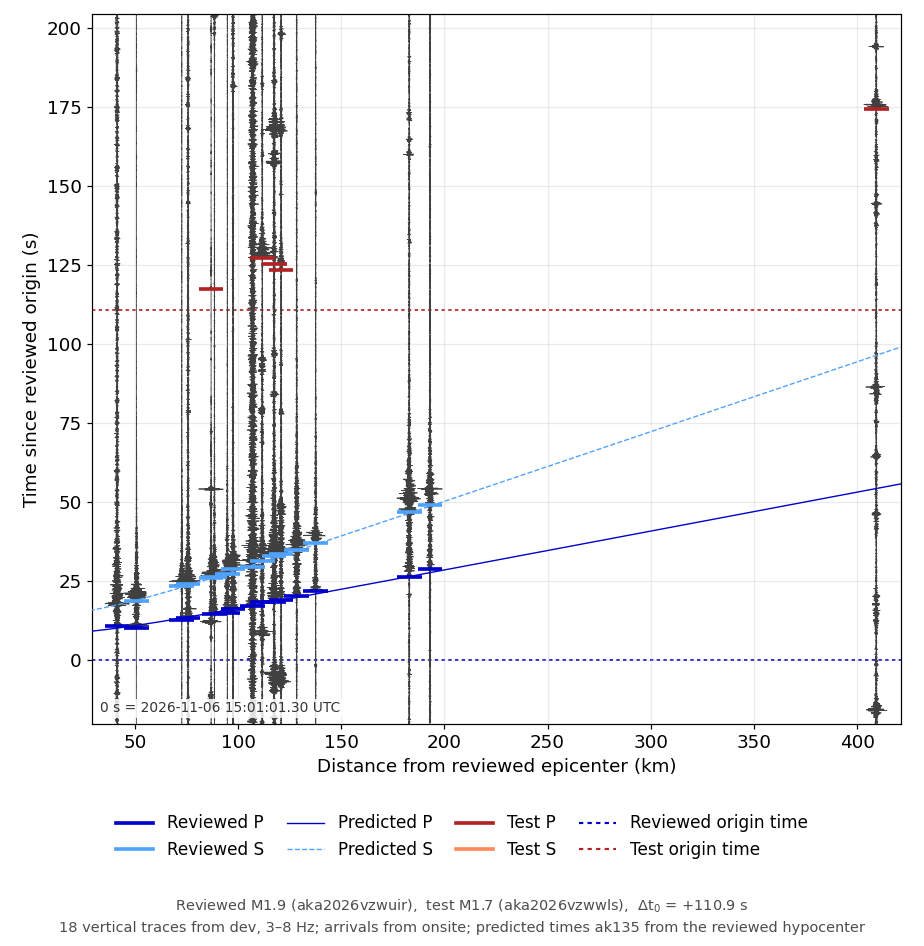 200
175
150
125
100
75
50
25
0
Time since reviewed origin (s)
0 s = 2026-11-06 15:01:01.30 UTC
50 100 150 200 250 300 350 400
Distance from reviewed epicenter (km)
Reviewed P Predicted P Test P Reviewed origin time
Reviewed S Predicted S Test S Test origin time
Reviewed M1.9 (aka2026vzwuir), test M1.7 (aka2026vzwwls), Δt₀ = +110.9 s
18 vertical traces from dev, 3–8 Hz; arrivals from onsite; predicted times ak135 from the reviewed hypocenter